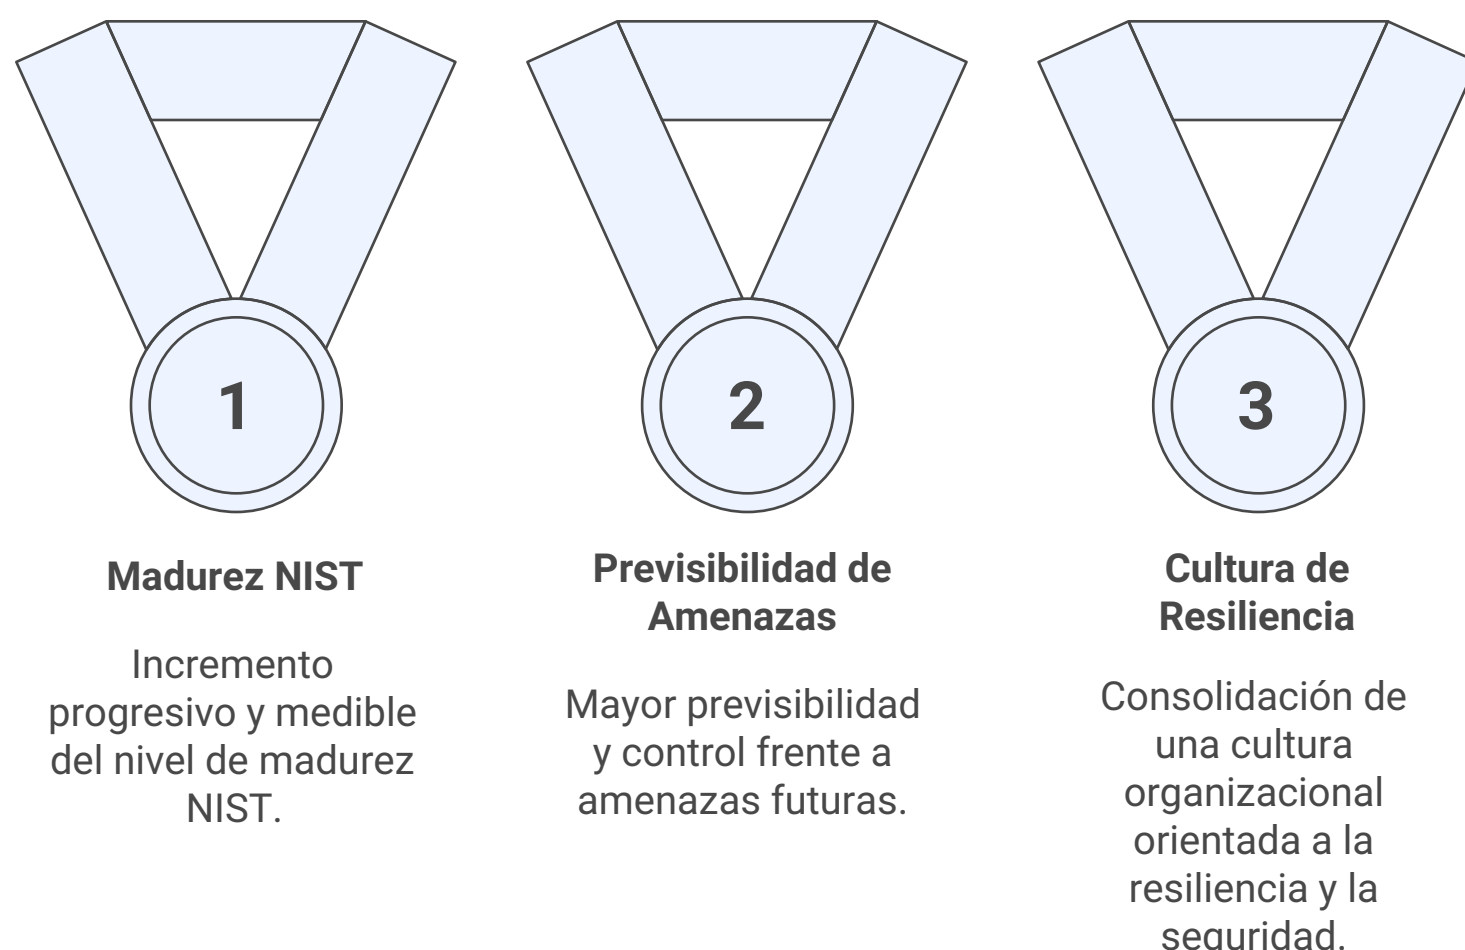 1
Madurez NIST
Incremento
progresivo y medible
del nivel de madurez
NIST.
2
Previsibilidad de
Amenazas
Mayor previsibilidad
y control frente a
amenazas futuras.
3
Cultura de
Resiliencia
Consolidación de
una cultura
organizacional
orientada a la
resiliencia y la
seguridad.